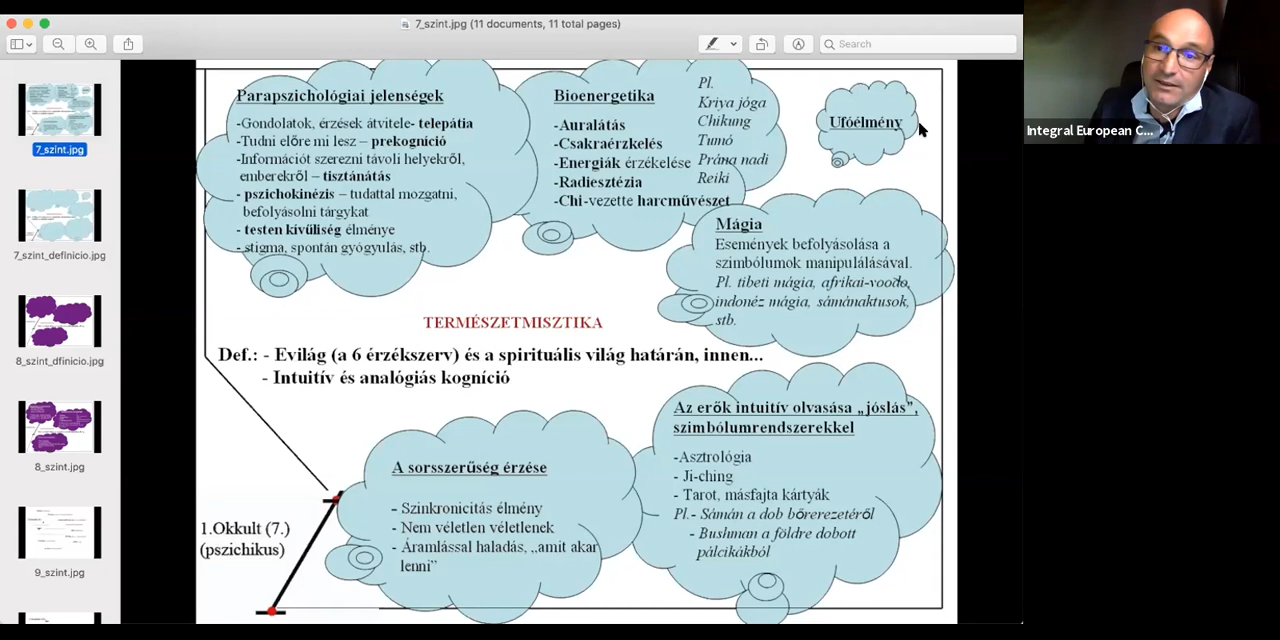 7_szint.jpg (11 documents, 11 total pages)
Search
7_szint.jpg
7_szint_definicio.jpg
8_szint_dfinicio.jpg
8_szint.jpg
9_szint.jpg
Parapszichológiai jelenségek
-Gondolatok, érzések átvitele- telepátia
-Tudni előre mi lesz – prekogníció
-Információt szerezni távoli helyekről,
emberekről – tisztánátás
- pszichokinézis – tudattal mozgatni,
befolyásolni tárgykat
- testen kívüliség élménye
- stigma, spontán gyógyulás, stb.
Bioenergetika
-Auralátás
-Csakraérzkelés
-Energiák érzékelése
-Radiesztézia
-Chi-vezette harcművészet
Pl.
Kriya jóga
Chikung
Tumó
Prána nadi
Reiki
Ufóélmény
Mágia
Események befolyásolása a
szimbólumok manipulálásával.
Pl. tibeti mágia, afrikai-voodo,
indonéz mágia, sámánaktusok,
stb.
TERMÉSZETMISZTIKA
Def.: - Evilág (a 6 érzékszerv) és a spirituális világ határán, innen...
- Intuitív és analógiás kogníció
A sorsszerűség érzése
- Szinkronicitás élmény
- Nem véletlen véletlenek
- Áramlással haladás, „amit akar
lenni”
Az erők intuitív olvasása „jóslás”,
szimbólumrendszerekkel
-Asztrológia
- Ji-ching
- Tarot, másfajta kártyák
Pl.- Sámán a dob bőrerezetéről
- Bushman a földre dobott
pálcikákból
1.Okkult (7.)
(pszichikus)
Integral European C...